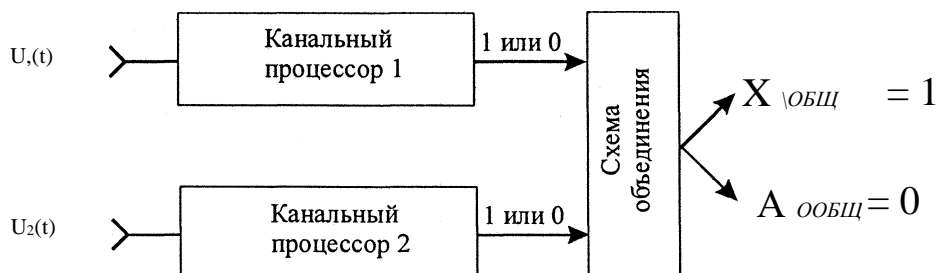 U,(t)
Канальный
процессор 1
1 или 0
Схема
объединения
X \ОБЩ = 1
A ООБЩ = 0
U2(t)
Канальный
процессор 2
1 или 0